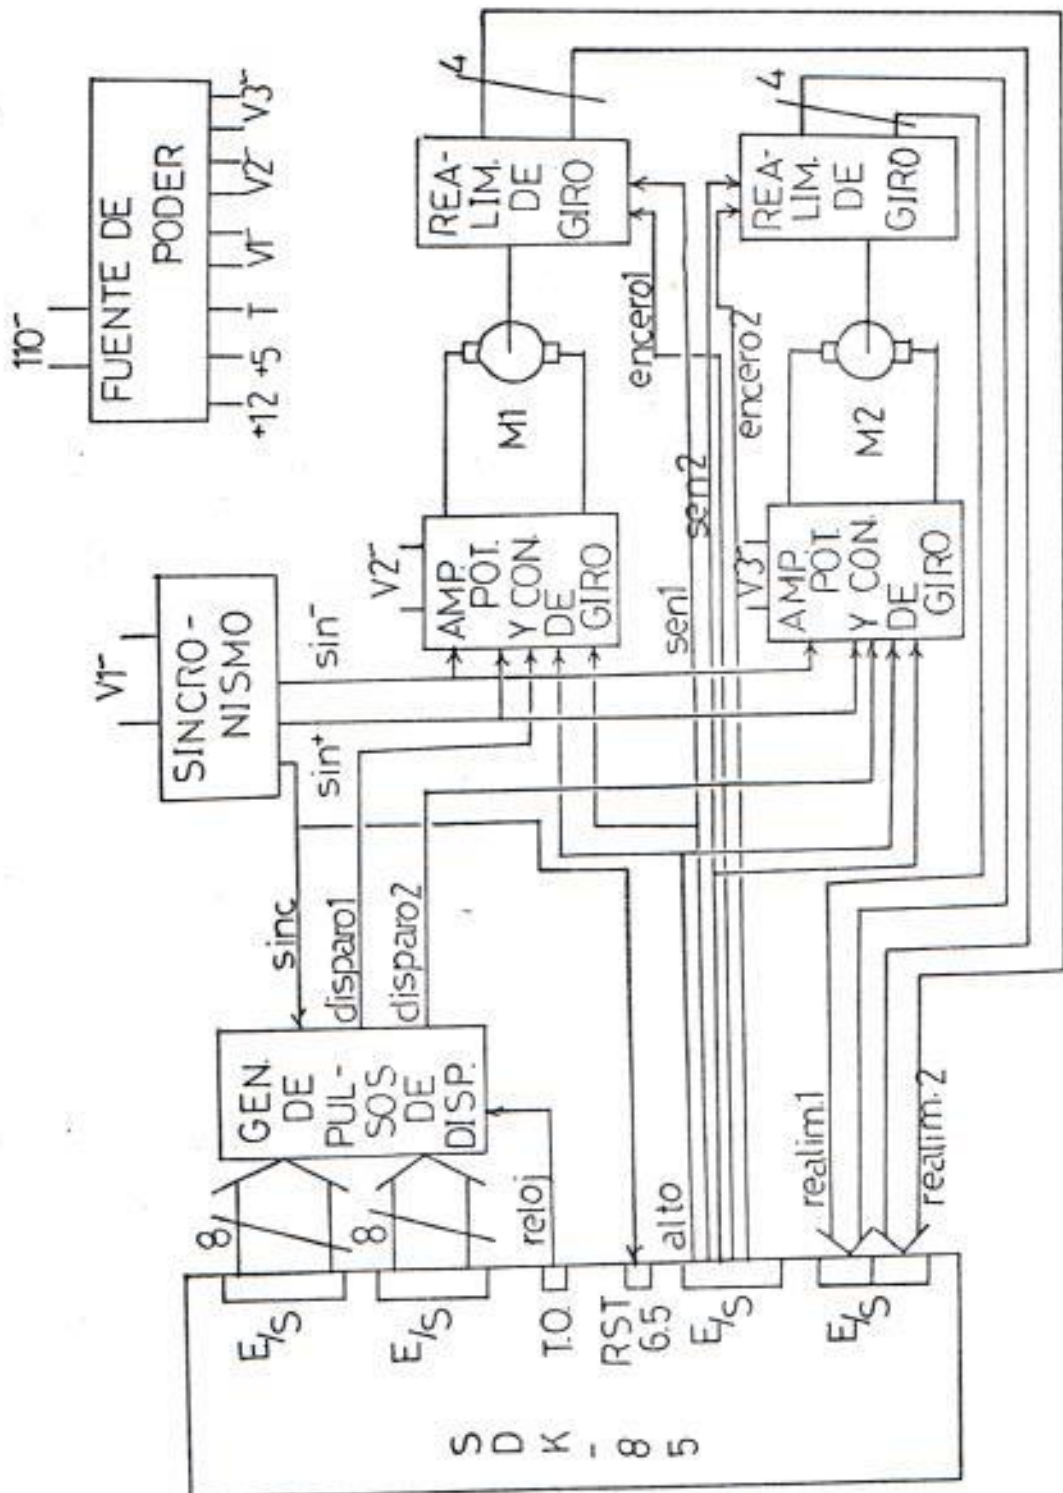 110~
FUENTE DE
PODER
+12 +5 T V1~ V2~ V3~
V1~
SINCRO-
NISMO
sinc
sin+
sin-
8
8
GEN.
DE
PUL-
SOS
DE
DISP.
disparo1
disparo2
reloj
V2~
AMP.
POT.
Y CON.
DE
GIRO
M1
REA-
LIM.
DE
GIRO
4
encero1
sen1
sen2
encero2
V3~
AMP
POT.
Y CON.
DE
GIRO
M2
REA-
LIM.
DE
GIRO
4
E/S
E/S
T.O.
RST
6.5
E/S
E/S
alto
realim.1
realim.2
SDK-85